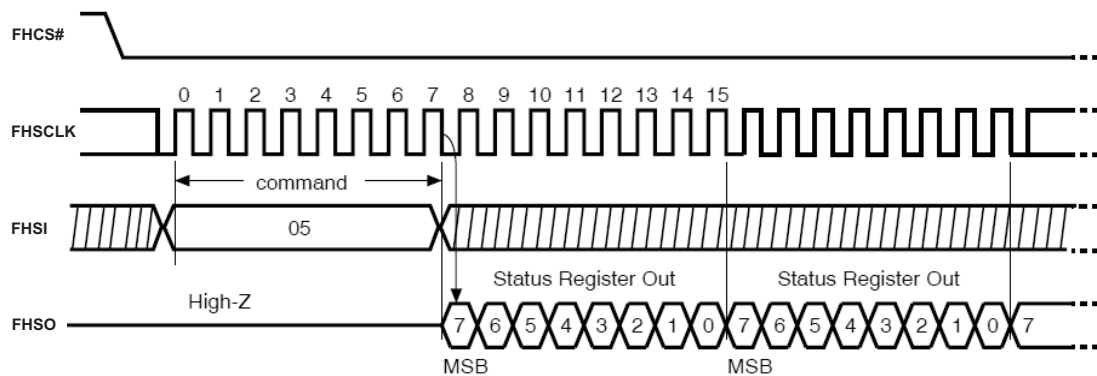 FHCS#
0 1 2 3 4 5 6 7 8 9 10 11 12 13 14 15
FHSCLK
command
FHSI
05
Status Register Out Status Register Out
High-Z
FHSO
7 6 5 4 3 2 1 0 7 6 5 4 3 2 1 0 7
MSB MSB